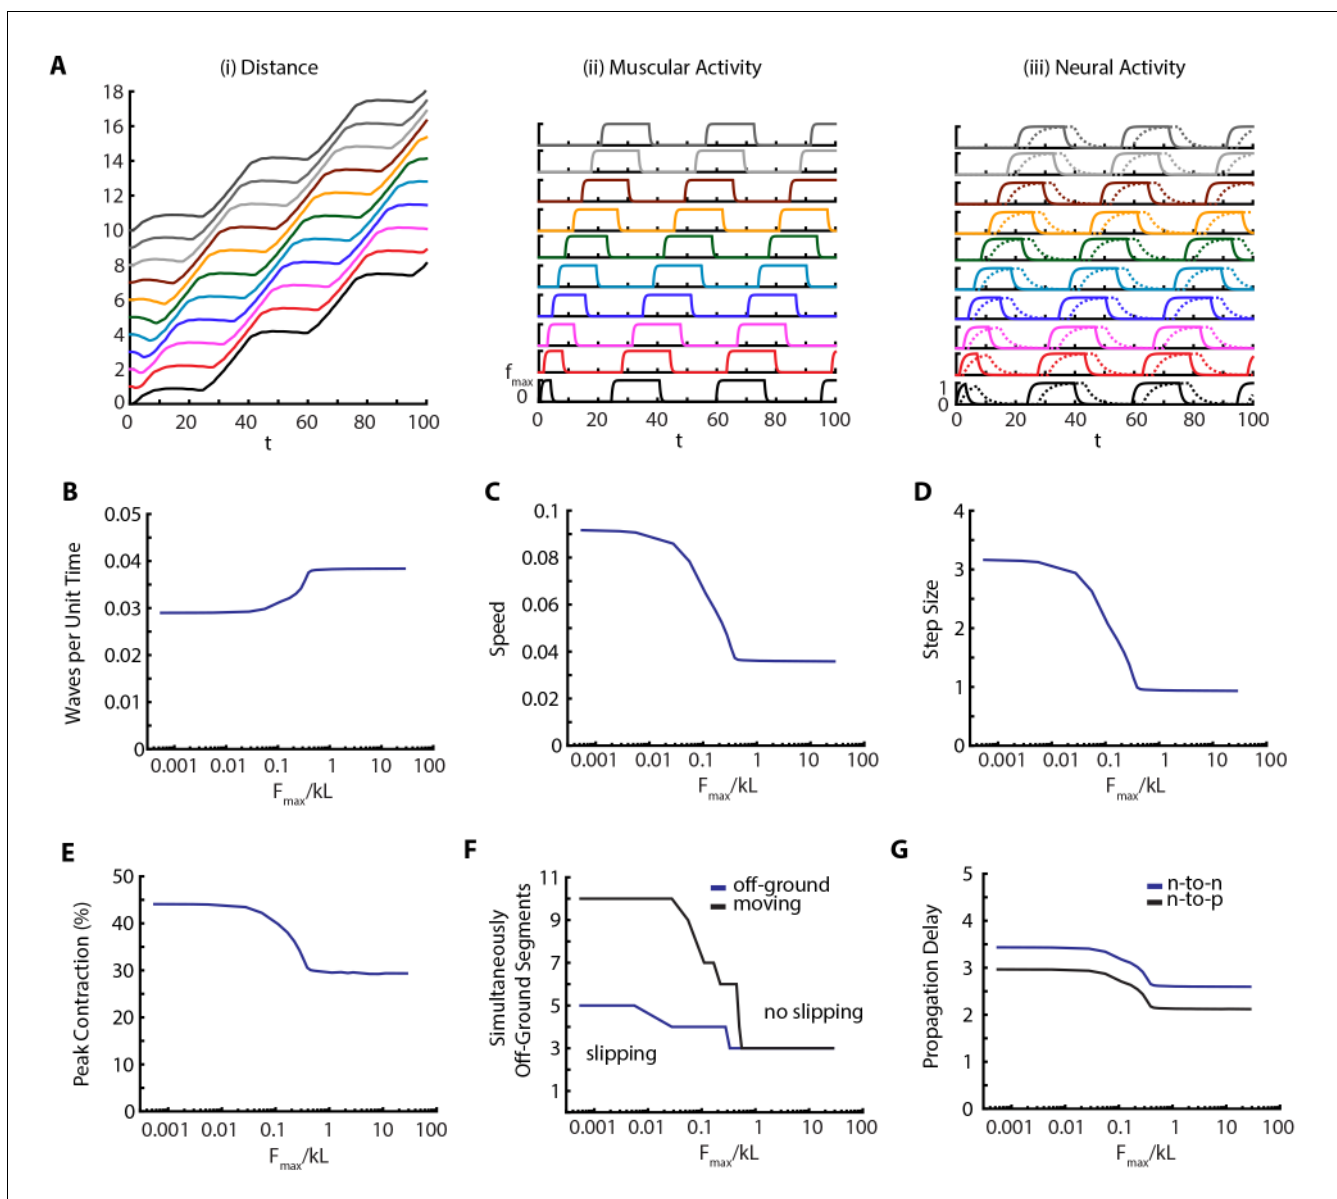 A
(i) Distance
(ii) Muscular Activity
(iii) Neural Activity
18
16
14
12
10
8
6
4
2
0
0 20 40 60 80 100
t
f max
0
0 20 40 60 80 100
t
1
0
0 20 40 60 80 100
t
B
Waves per Unit Time
0.05
0.04
0.03
0.02
0.01
0
0.001 0.01 0.1 1 10 100
Fmax/kL
C
Speed
0.1
0.08
0.06
0.04
0.02
0
0.001 0.01 0.1 1 10 100
Fmax/kL
D
Step Size
4
3
2
1
0
0.001 0.01 0.1 1 10 100
Fmax/kL
E
Peak Contraction (%)
50
40
30
20
10
0
0.001 0.01 0.1 1 10 100
Fmax/kL
F
Simultaneously
Off-Ground Segments
11
9
7
5
3
1
off-ground
moving
no slipping
slipping
0.001 0.01 0.1 1 10 100
Fmax/kL
G
Propagation Delay
5
4
3
2
1
0
n-to-n
n-to-p
0.001 0.01 0.1 1 10 100
Fmax/kL